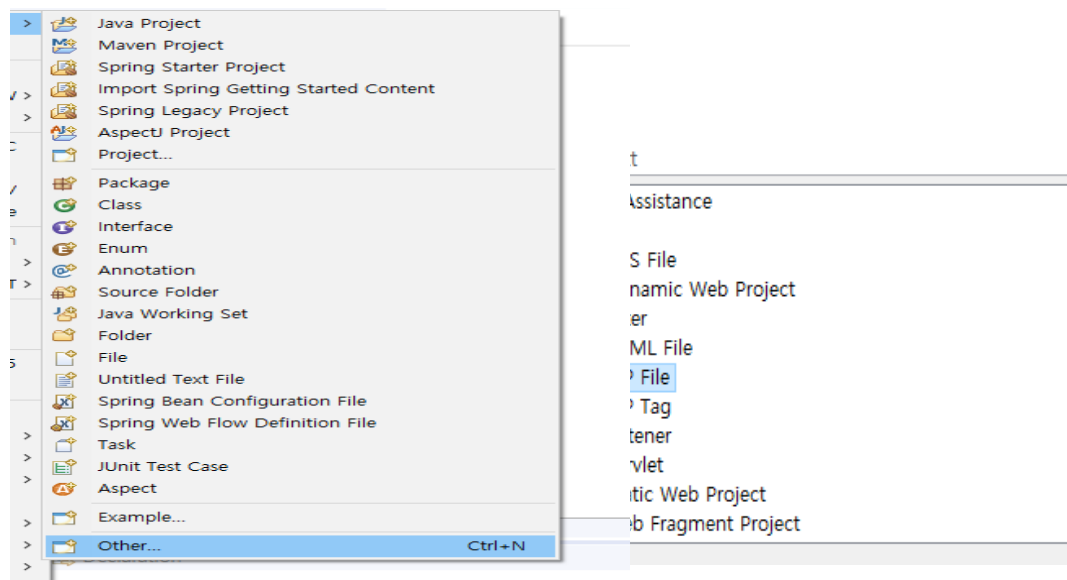 Java Project
Maven Project
Spring Starter Project
Import Spring Getting Started Content
Spring Legacy Project
AspectJ Project
Project...
Package
Class
Interface
Enum
Annotation
Source Folder
Java Working Set
Folder
File
Untitled Text File
Spring Bean Configuration File
Spring Web Flow Definition File
Task
JUnit Test Case
Aspect
Example...
Other... Ctrl+N
Assistance
S File
namic Web Project
er
ML File
P File
P Tag
tener
rvlet
atic Web Project
eb Fragment Project